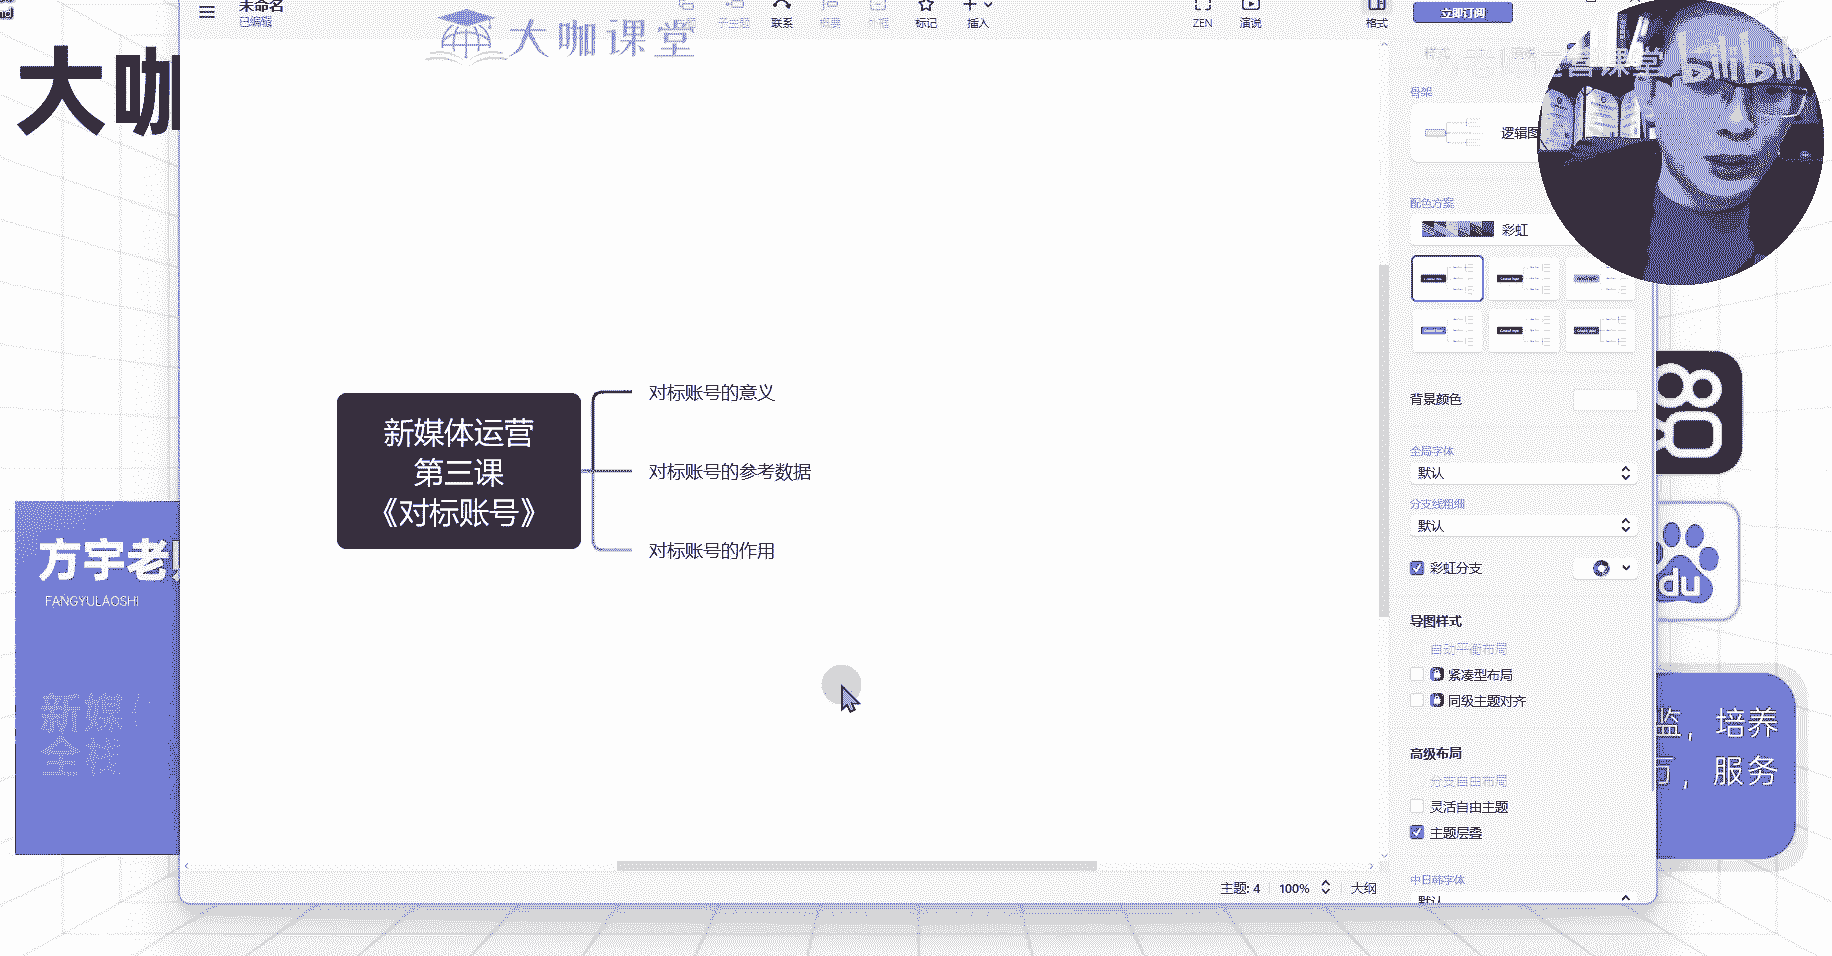 未命名
已编辑
子主题
联系
概要
外框
标记
插入
ZEN
演说
格式
立即订阅
大咖课堂
bilibili
大咖
骨架
逻辑图
配色方案
彩虹
背景颜色
全局字体
默认
分支线粗细
默认
彩虹分支
导图样式
自动平衡布局
紧凑型布局
同级主题对齐
高级布局
分支自由布局
灵活自由主题
主题层叠
中日韩字体
默认
新媒体运营
第三课
《对标账号》
对标账号的意义
对标账号的参考数据
对标账号的作用
方宇老
FANGYULAOSHI
新媒
全栈
du
监，培养
万，服务
主题: 4
100%
大纲